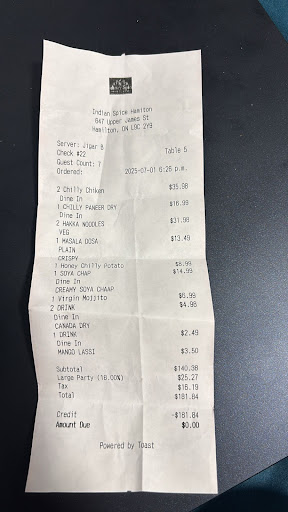 Indian Spice Hamilton
647 Upper James St
Hamilton, ON L9C 2Y9
Server: Jipar B
Check #22 Table 5
Guest Count: 7
Ordered: 2025-07-01 6:26 p.m.
2 Chilly Chiken $35.98
Dine In
1 CHILLY PANEER DRY $16.99
Dine In
2 HAKKA NOODLES $31.98
VEG
1 MASALA DOSA $13.49
PLAIN
CRISPY
1 Honey Chilly Potato $8.99
1 SOYA CHAP $14.99
Dine In
CREAMY SOYA CHAAP
1 Virgin Mojjito $6.99
2 DRINK $4.98
Dine In
CANADA DRY
1 DRINK $2.49
Dine In
MANGO LASSI $3.50
Subtotal $140.38
Large Party (18.00%) $25.27
Tax $16.19
Total $181.84
Credit -$181.84
Amount Due $0.00
Powered by Toast